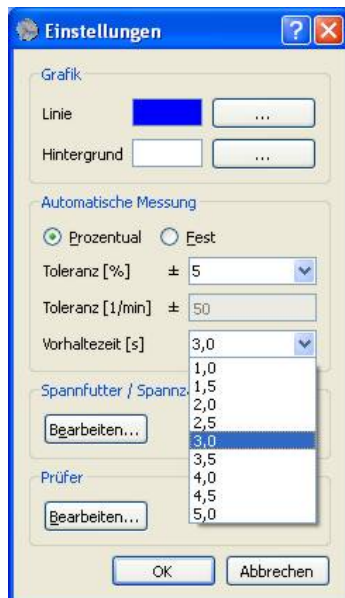 Einstellungen
Grafik
Linie ...
Hintergrund ...
Automatische Messung
Prozentual Fest
Toleranz [%] ± 5
Toleranz [1/min] ± 50
Vorhaltezeit [s] 3,0
1,0
1,5
2,0
2,5
3,0
3,5
4,0
4,5
5,0
Spannfutter /
Bearbeiten...
Prüfer
Bearbeiten...
OK Abbrechen